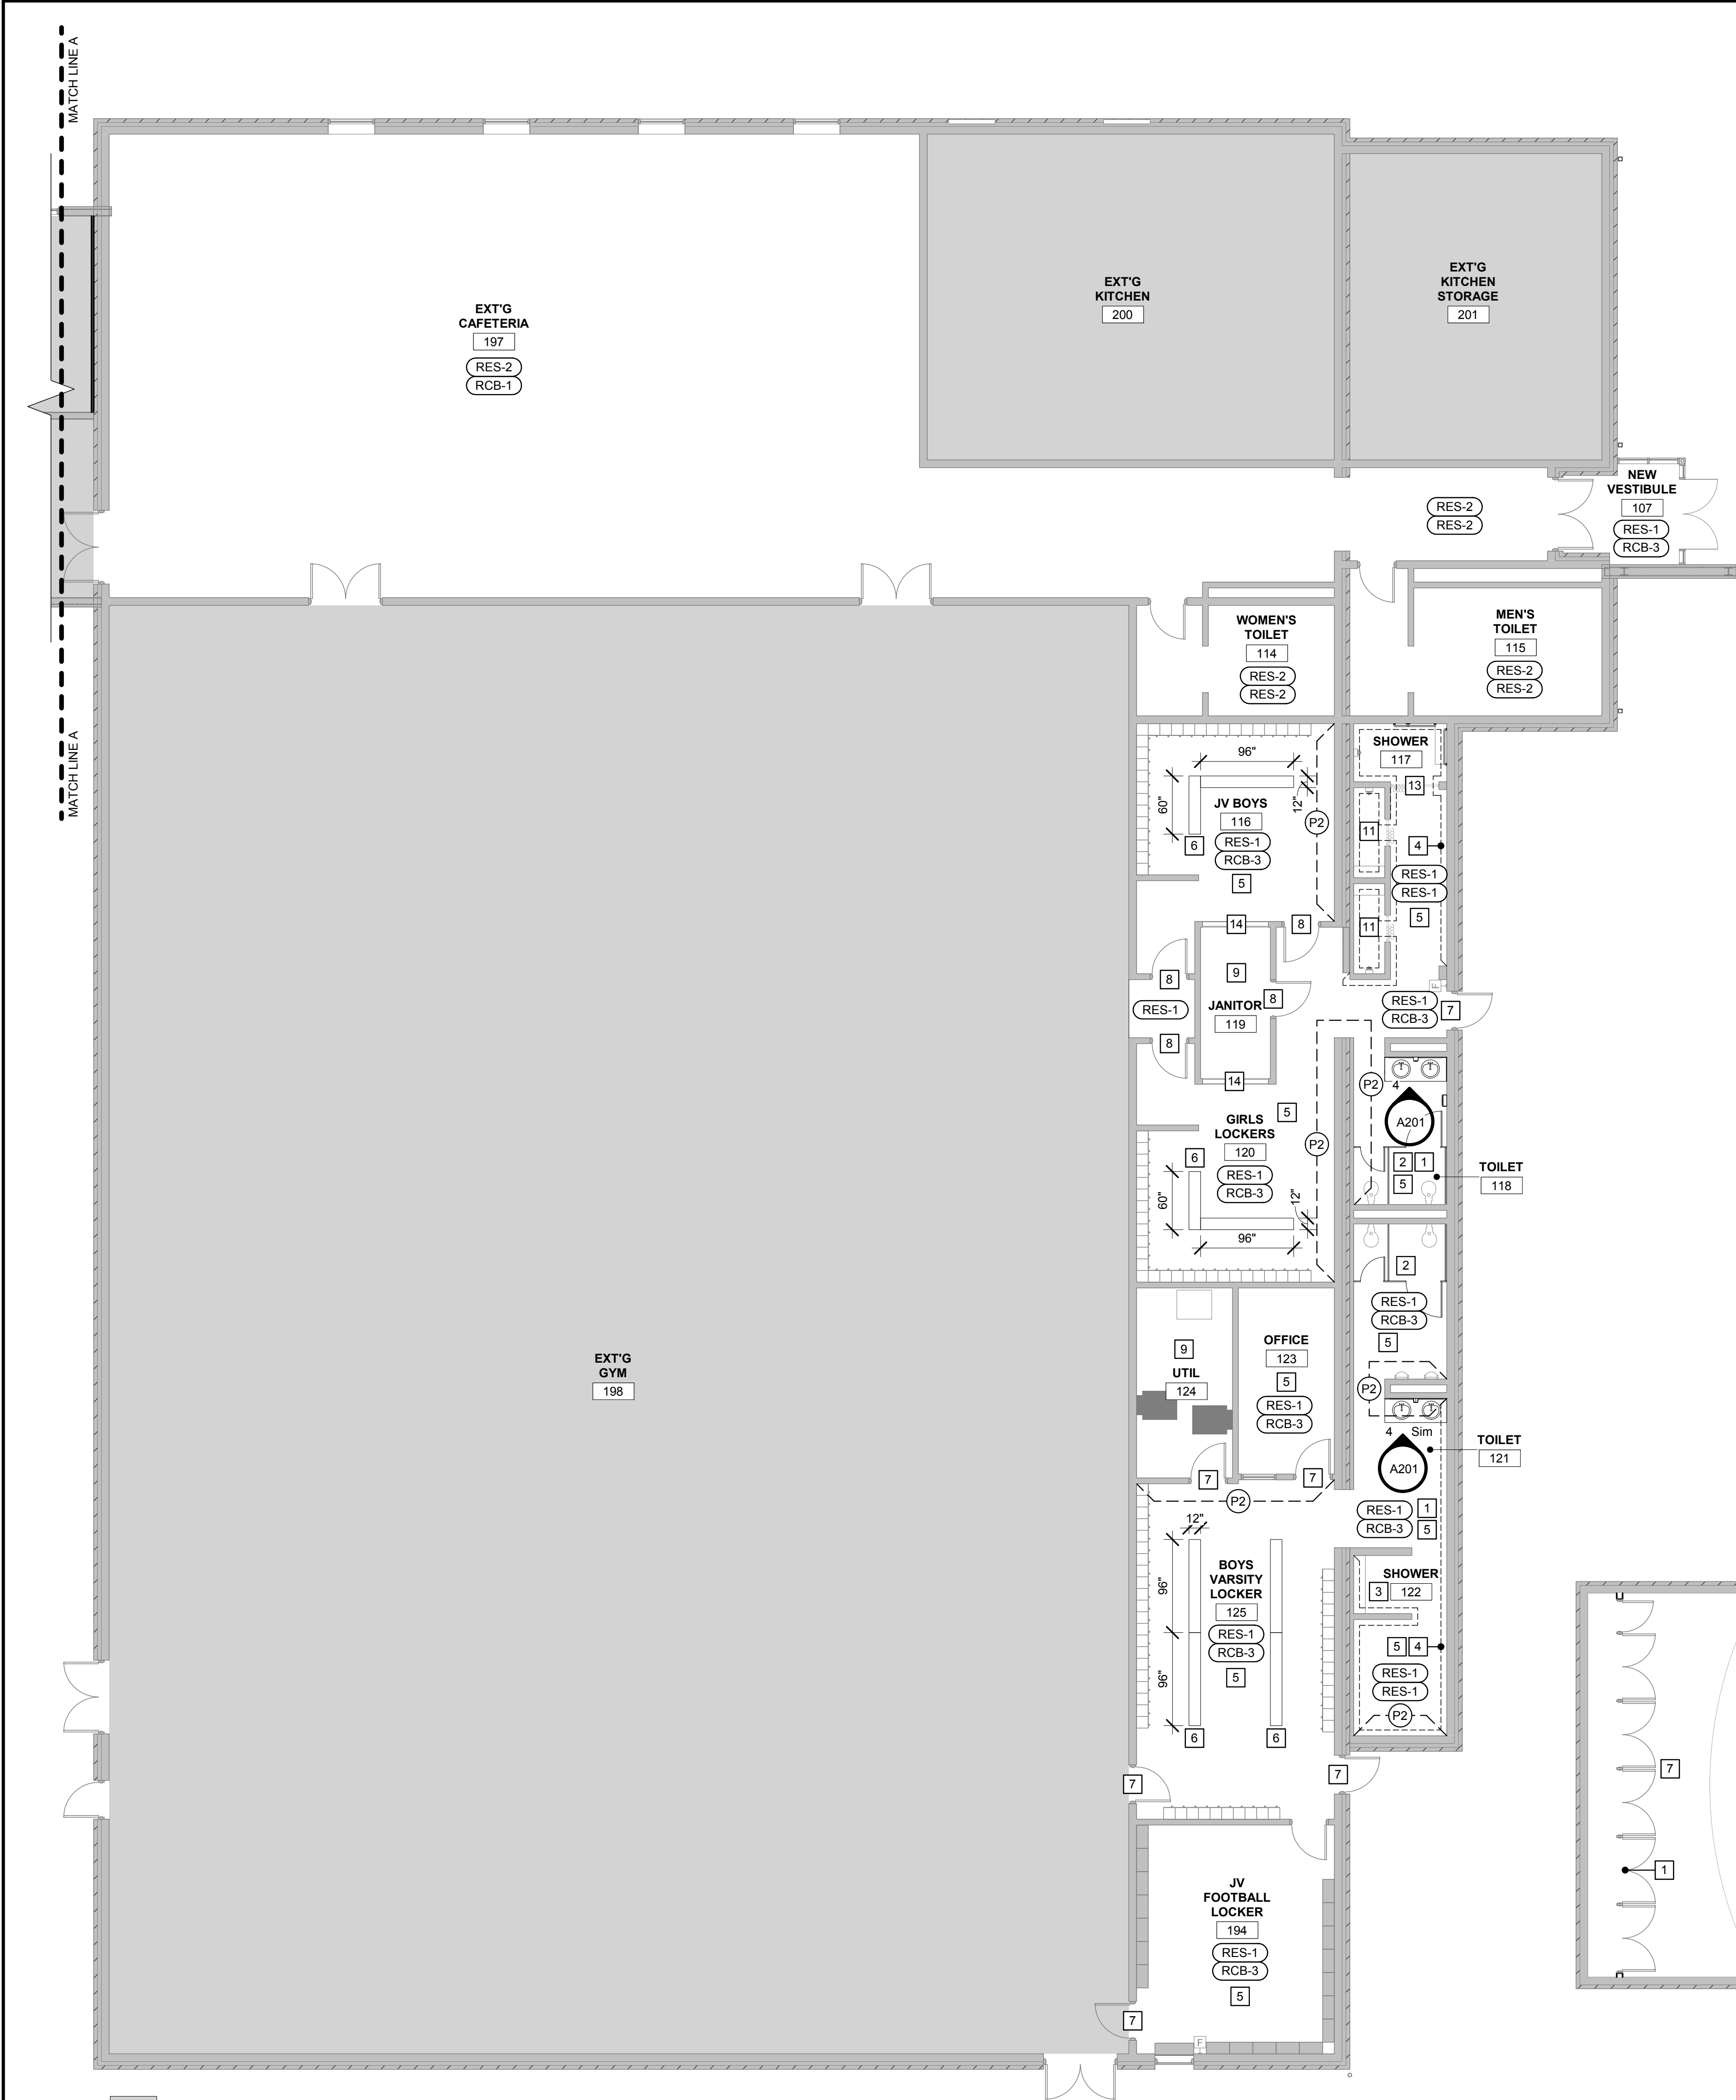 MATCH LINE A
EXT'G
CAFETERIA
197
RES-2
RCB-1
EXT'G
KITCHEN
200
EXT'G
KITCHEN
STORAGE
201
NEW
VESTIBULE
107
RES-1
RCB-3
RES-2
RES-2
WOMEN'S
TOILET
114
RES-2
RES-2
MEN'S
TOILET
115
RES-2
RES-2
MATCH LINE A
96"
60"
12"
JV BOYS
116
RES-1
RCB-3
6
5
P2
SHOWER
117
13
11
4
RES-1
RES-1
11
5
14
8
9
8
JANITOR
119
8
RES-1
8
14
F
RES-1
RCB-3
7
P2
4
A201
2
1
5
TOILET
118
5
GIRLS
LOCKERS
120
RES-1
RCB-3
6
P2
60"
12"
96"
2
RES-1
RCB-3
5
P2
4 Sim
A201
TOILET
121
RES-1
RCB-3
1
5
9
UTIL
124
7
OFFICE
123
5
RES-1
RCB-3
7
P2
EXT'G
GYM
198
12"
96"
96"
BOYS
VARSITY
LOCKER
125
RES-1
RCB-3
5
6
6
SHOWER
3
122
5
4
RES-1
RES-1
P2
7
7
JV
FOOTBALL
LOCKER
194
RES-1
RCB-3
5
7
F
7
1